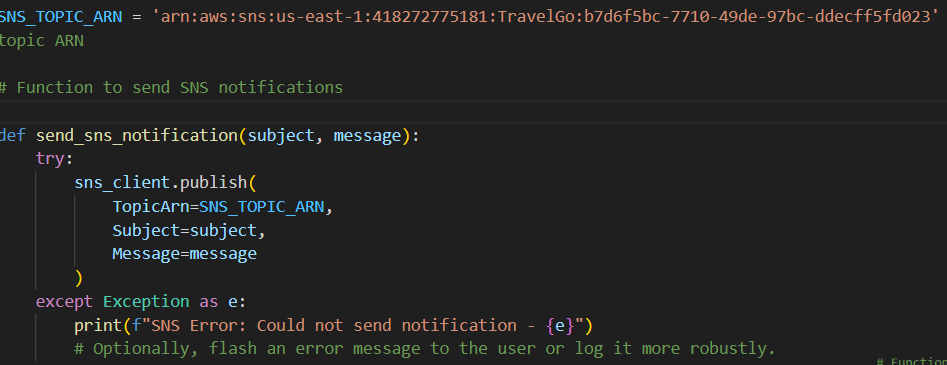 SNS_TOPIC_ARN = 'arn:aws:sns:us-east-1:418272775181:TravelGo:b7d6f5bc-7710-49de-97bc-ddecff5fd023'
topic ARN
# Function to send SNS notifications
def send_sns_notification(subject, message):
    try:
        sns_client.publish(
            TopicArn=SNS_TOPIC_ARN,
            Subject=subject,
            Message=message
        )
    except Exception as e:
        print(f"SNS Error: Could not send notification - {e}")
        # Optionally, flash an error message to the user or log it more robustly.
# Function